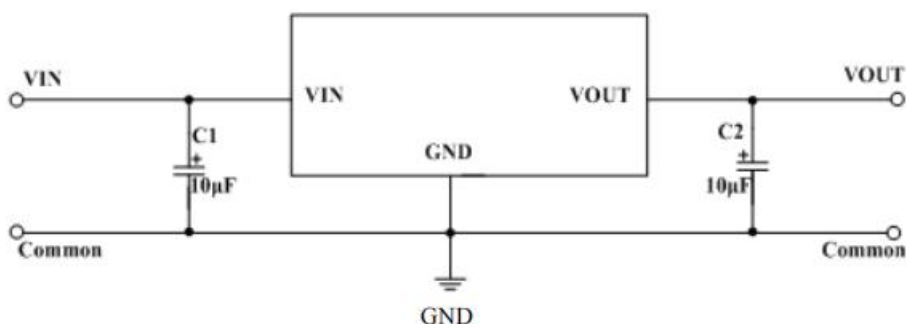 VIN
VOUT
VIN
VOUT
C1
+
10μF
C2
+
10μF
GND
Common
Common
GND